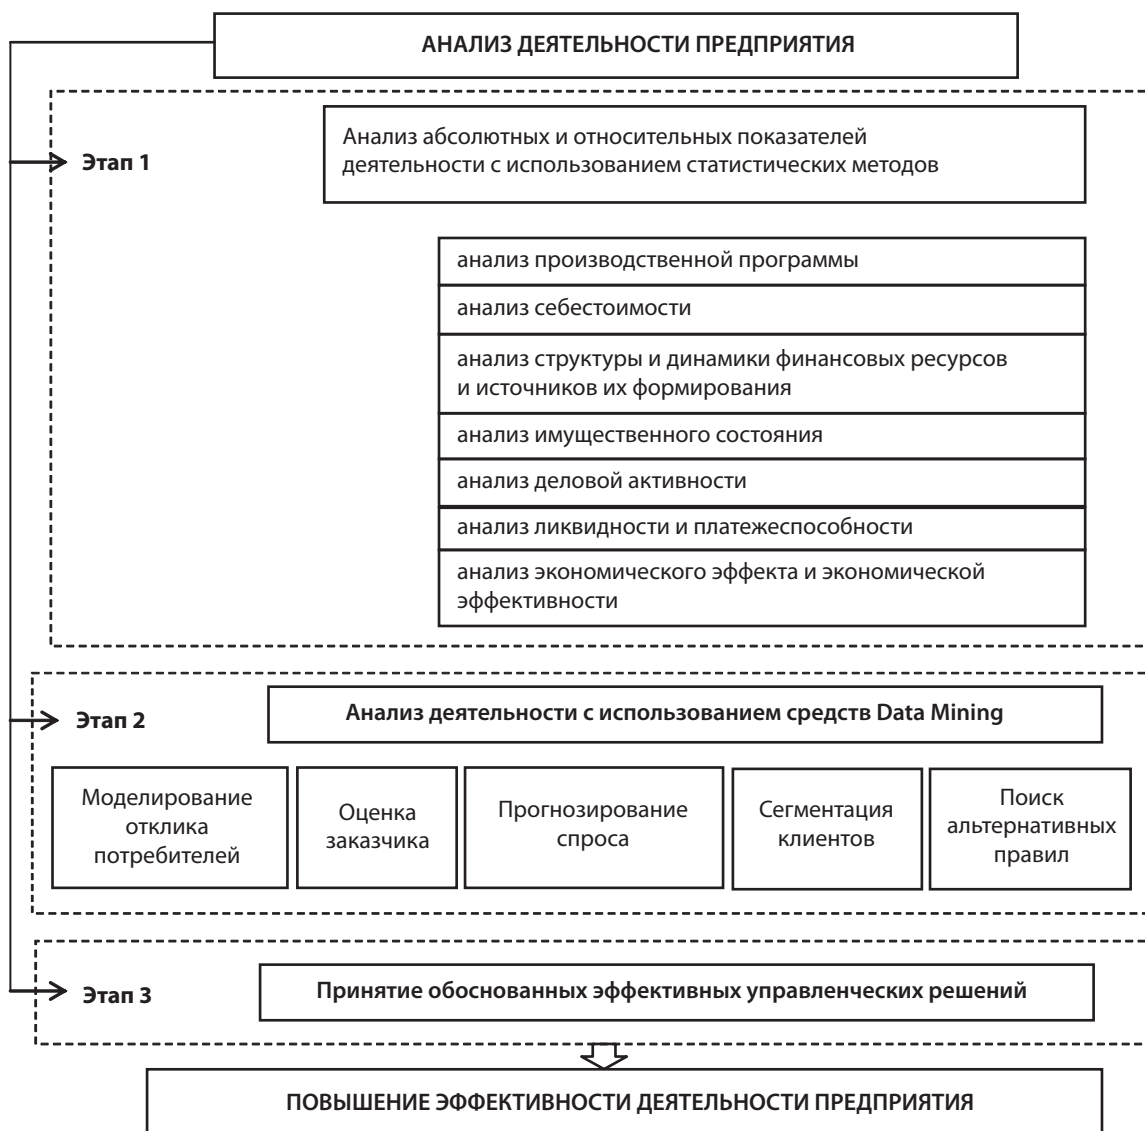 АНАЛИЗ ДЕЯТЕЛЬНОСТИ ПРЕДПРИЯТИЯ
Этап 1
Анализ абсолютных и относительных показателей
деятельности с использованием статистических методов
анализ производственной программы
анализ себестоимости
анализ структуры и динамики финансовых ресурсов
и источников их формирования
анализ имущественного состояния
анализ деловой активности
анализ ликвидности и платежеспособности
анализ экономического эффекта и экономической
эффективности
Этап 2
Анализ деятельности с использованием средств Data Mining
Моделирование
отклика
потребителей
Оценка
заказчика
Прогнозирование
спроса
Сегментация
клиентов
Поиск
альтернативных
правил
Этап 3
Принятие обоснованных эффективных управленческих решений
ПОВЫШЕНИЕ ЭФФЕКТИВНОСТИ ДЕЯТЕЛЬНОСТИ ПРЕДПРИЯТИЯ